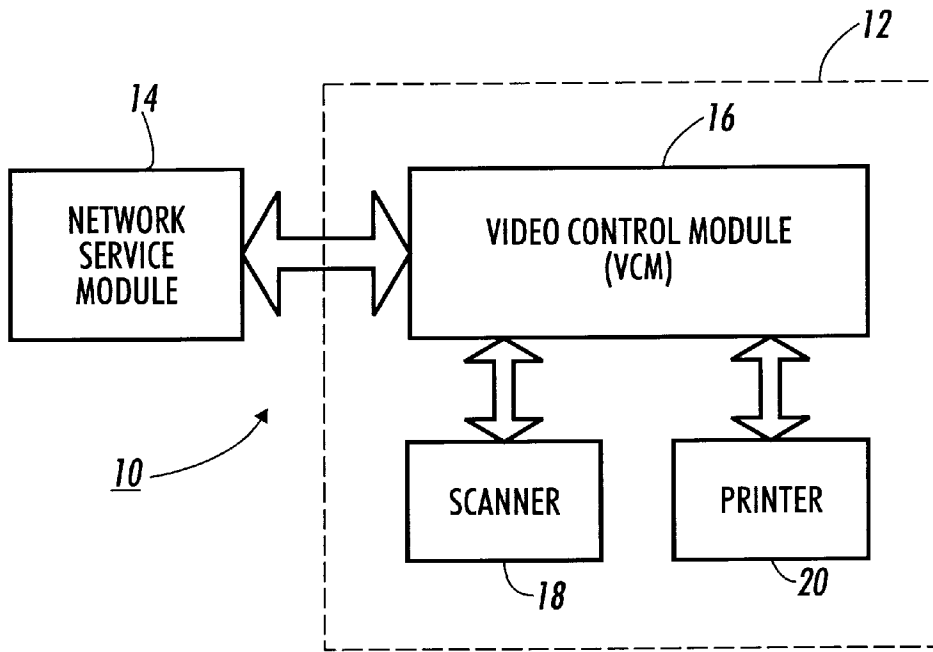 12
14
16
NETWORK
SERVICE
MODULE
VIDEO CONTROL MODULE
(VCM)
10
SCANNER
PRINTER
18
20